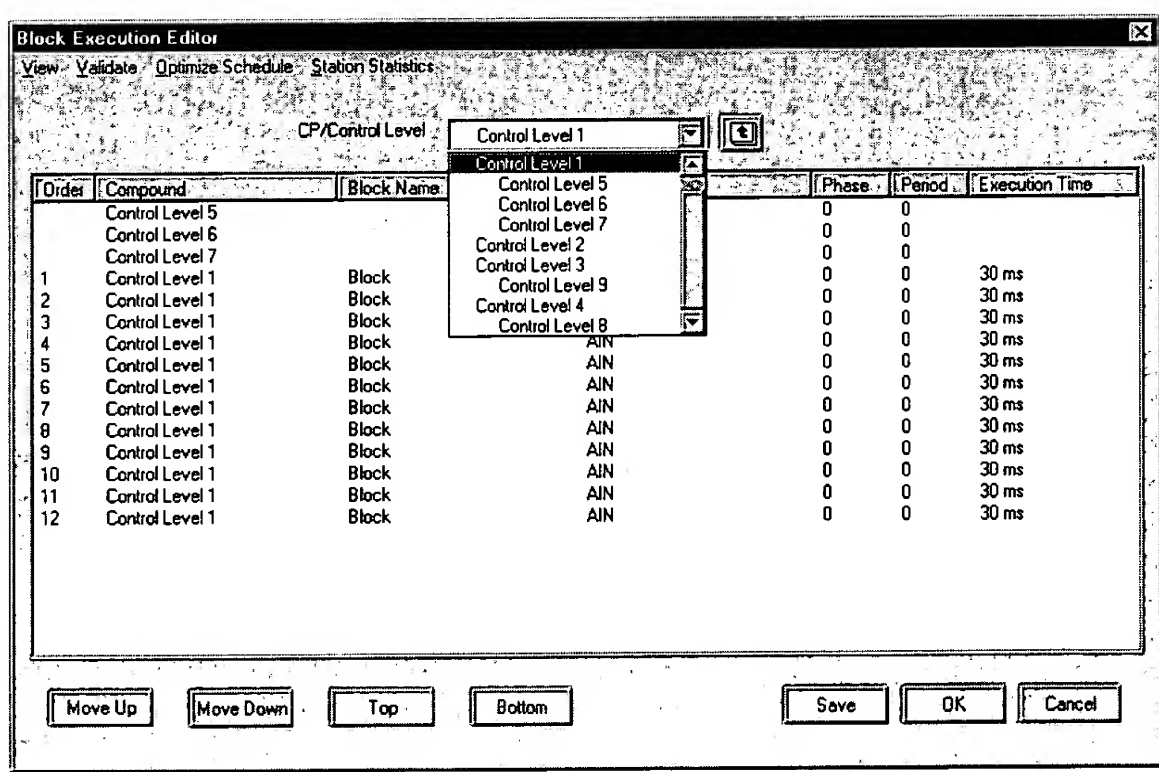 Block Execution Editor
View Validate Optimize Schedule Station Statistics
CP/Control Level Control Level 1
Control Level 1
Control Level 5
Control Level 6
Control Level 7
Control Level 2
Control Level 3
Control Level 9
Control Level 4
Control Level 8
Order Compound Block Name Phase Period Execution Time
Control Level 5 0 0
Control Level 6 0 0
Control Level 7 0 0
1 Control Level 1 Block 0 0 30 ms
2 Control Level 1 Block 0 0 30 ms
3 Control Level 1 Block 0 0 30 ms
4 Control Level 1 Block AIN 0 0 30 ms
5 Control Level 1 Block AIN 0 0 30 ms
6 Control Level 1 Block AIN 0 0 30 ms
7 Control Level 1 Block AIN 0 0 30 ms
8 Control Level 1 Block AIN 0 0 30 ms
9 Control Level 1 Block AIN 0 0 30 ms
10 Control Level 1 Block AIN 0 0 30 ms
11 Control Level 1 Block AIN 0 0 30 ms
12 Control Level 1 Block AIN 0 0 30 ms
Move Up Move Down Top Bottom Save OK Cancel